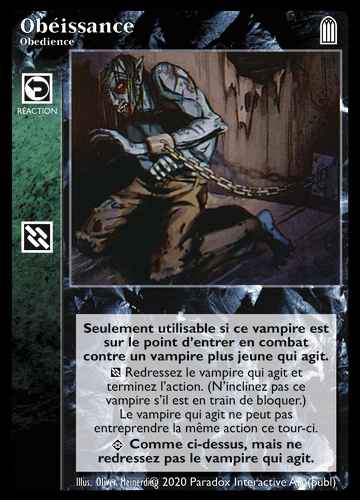 Obéissance
Obedience
RÉACTION
Seulement utilisable si ce vampire est
sur le point d'entrer en combat
contre un vampire plus jeune qui agit.
Redressez le vampire qui agit et
terminez l'action. (N'inclinez pas ce
vampire s'il est en train de bloquer.)
Le vampire qui agit ne peut pas
entreprendre la même action ce tour-ci.
Comme ci-dessus, mais ne
redressez pas le vampire qui agit.
Illus. Oliver Meinerding © 2020 Paradox Interactive AB (publ)